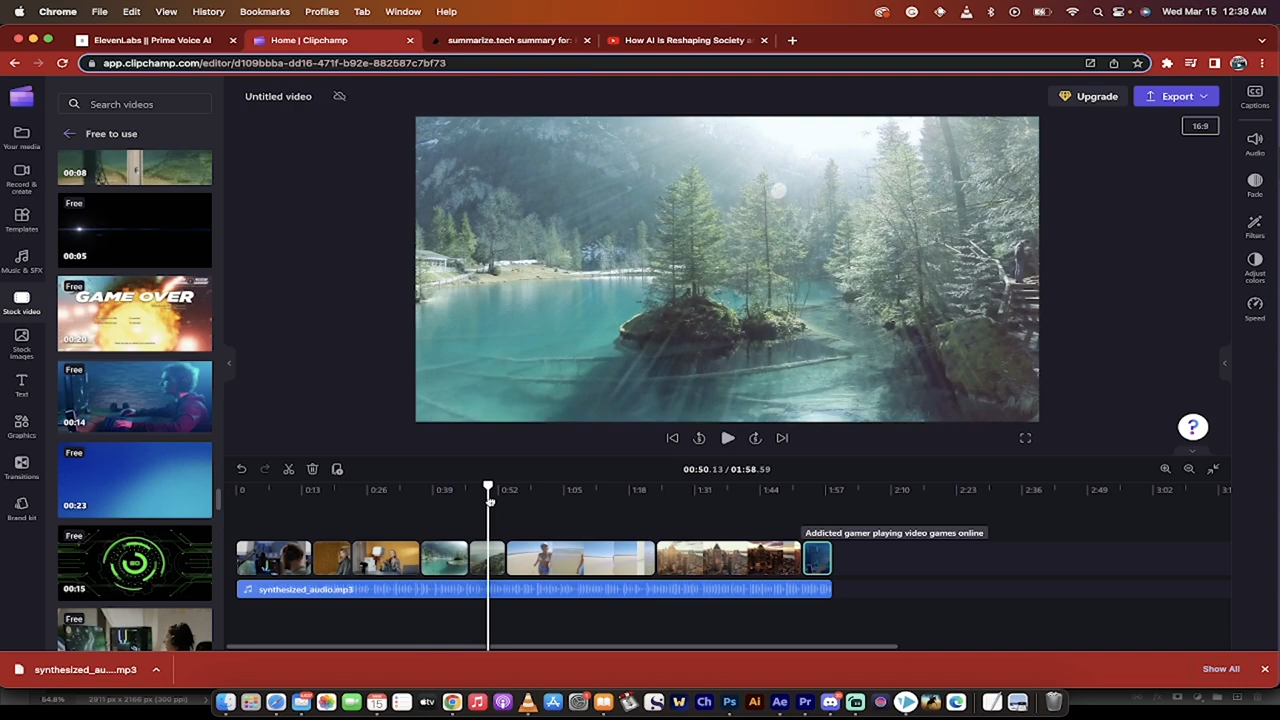 Chrome File Edit View History Bookmarks Profiles Tab Window Help Wed Mar 15 12:38 AM
ElevenLabs || Prime Voice AI Home | Clipchamp summarize.tech summary for: How AI Is Reshaping Society a
app.clipchamp.com/editor/d109bbba-dd16-471f-b92e-882587c7bf73
Search videos Untitled video Upgrade Export Captions
Free to use 16:9
Your media
Record & create
Templates
Music & SFX
Stock video
Stock images
Text
Graphics
Transitions
Brand kit
00:08
Free
00:05
Free
GAME OVER
00:20
Free
00:14
Free
00:23
Free
00:15
Free
Audio
Fade
Filters
Adjust colors
Speed
?
00:50.13 / 01:58.59
0 0:13 0:26 0:39 0:52 1:05 1:18 1:31 1:44 1:57 2:10 2:23 2:36 2:49 3:02 3:1
Addicted gamer playing video games online
synthesized_audio.mp3
synthesized_au....mp3 Show All
64.8% 2911 px x 2166 px (300 ppi)
tv 15 W Ch Ps Ai Ae Pr